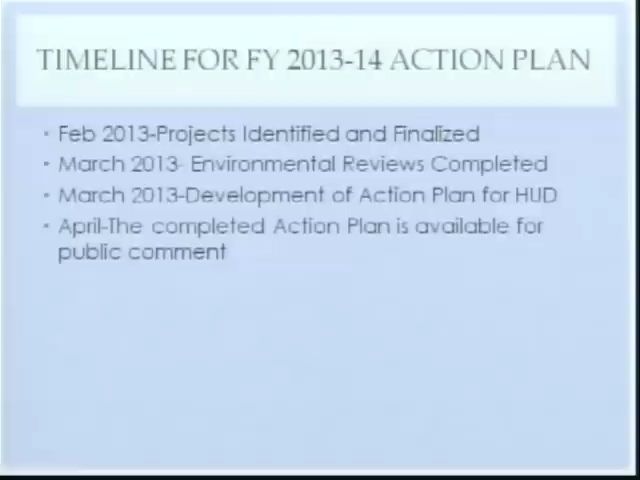 TIMELINE FOR FY 2013-14 ACTION PLAN
• Feb 2013-Projects Identified and Finalized
• March 2013- Environmental Reviews Completed
• March 2013-Development of Action Plan for HUD
• April-The completed Action Plan is available for
public comment